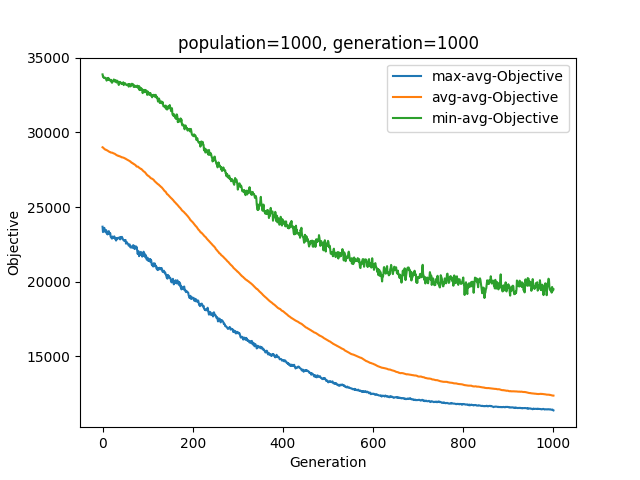 population=1000, generation=1000
35000
30000
25000
20000
15000
Objective
max-avg-Objective
avg-avg-Objective
min-avg-Objective
0
200
400
600
800
1000
Generation